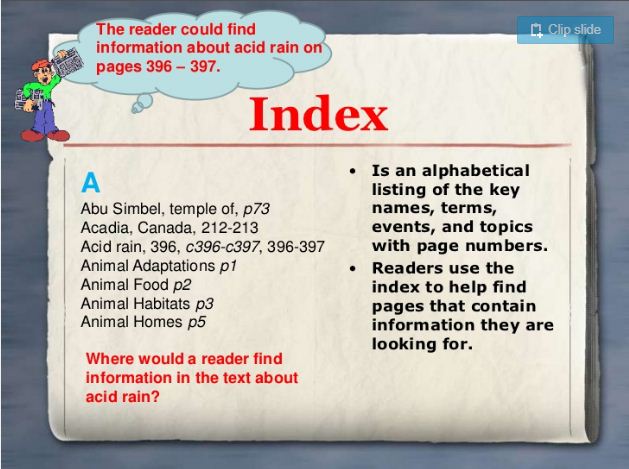 The reader could find
information about acid rain on
pages 396 – 397.
Clip slide
Index
A
Abu Simbel, temple of, p73
Acadia, Canada, 212-213
Acid rain, 396, c396-c397, 396-397
Animal Adaptations p1
Animal Food p2
Animal Habitats p3
Animal Homes p5
Where would a reader find
information in the text about
acid rain?
• Is an alphabetical
listing of the key
names, terms,
events, and topics
with page numbers.
• Readers use the
index to help find
pages that contain
information they are
looking for.